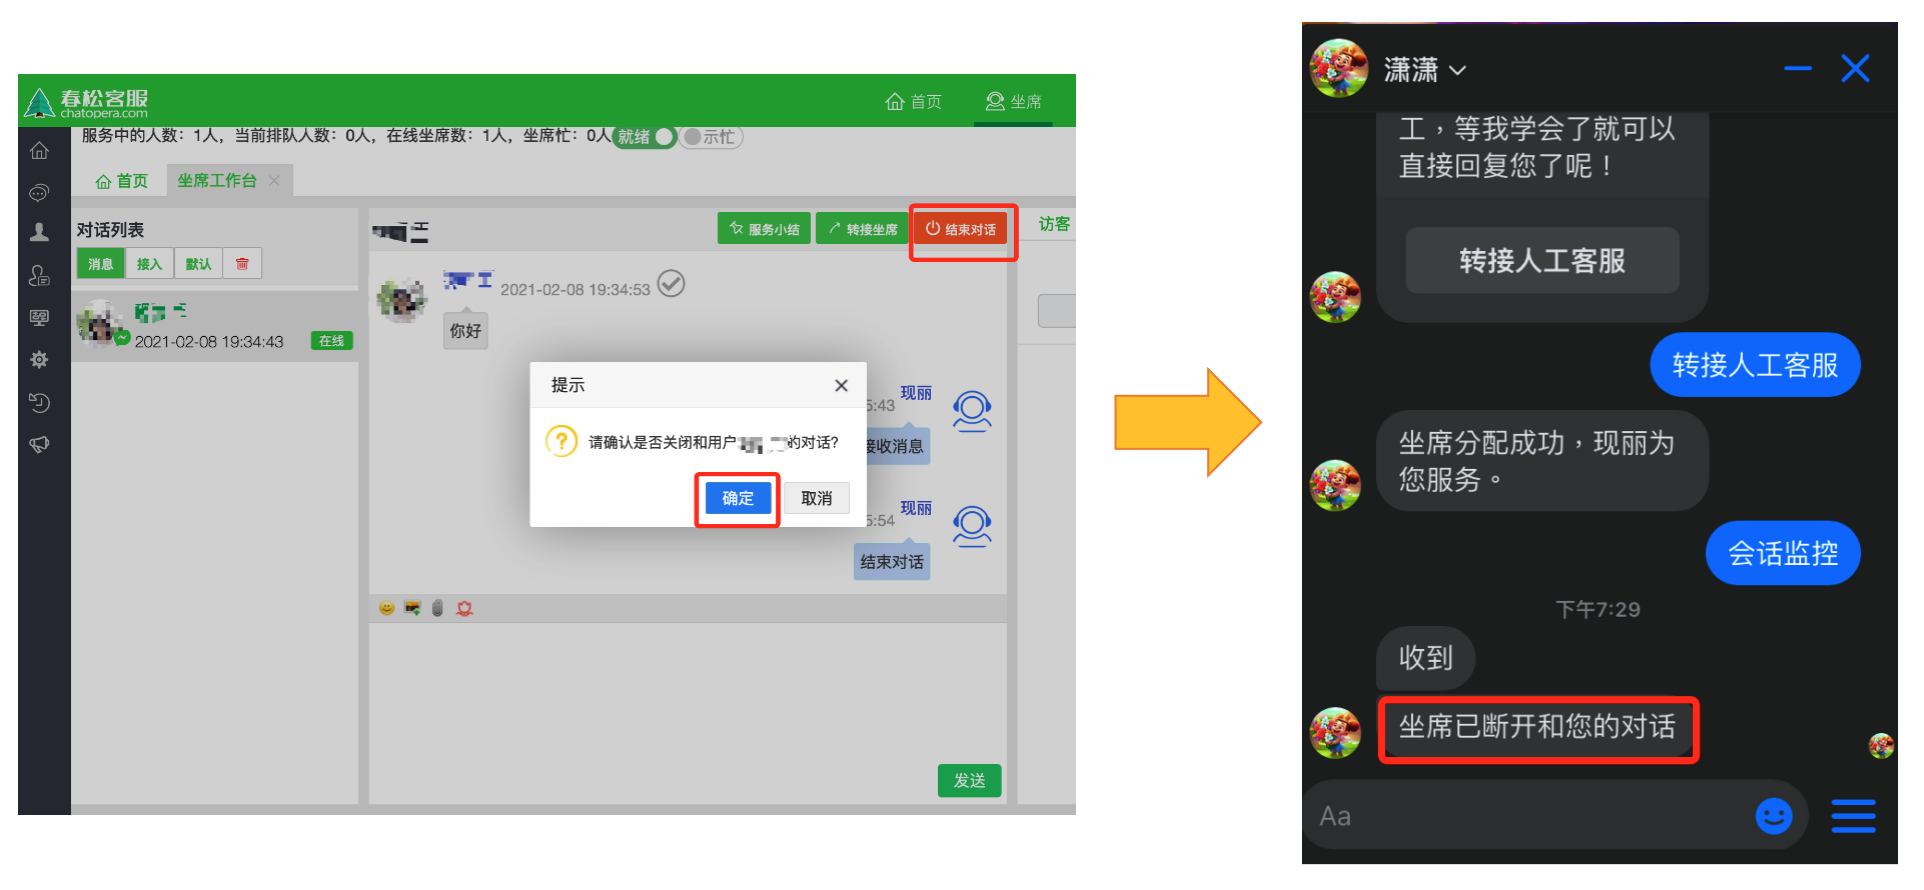 春松客服
chatopera.com
首页
坐席
服务中的人数：1人，当前排队人数：0人，在线坐席数：1人，坐席忙：0人
就绪
示忙
首页
坐席工作台
对话列表
消息
接入
默认
2021-02-08 19:34:43
在线
服务小结
转接坐席
结束对话
访客
2021-02-08 19:34:53
你好
5:43
现丽
接收消息
5:54
现丽
结束对话
提示
请确认是否关闭和用户
的对话?
确定
取消
发送
潇潇
工，等我学会了就可以
直接回复您了呢！
转接人工客服
转接人工客服
坐席分配成功，现丽为
您服务。
会话监控
下午7:29
收到
坐席已断开和您的对话
Aa